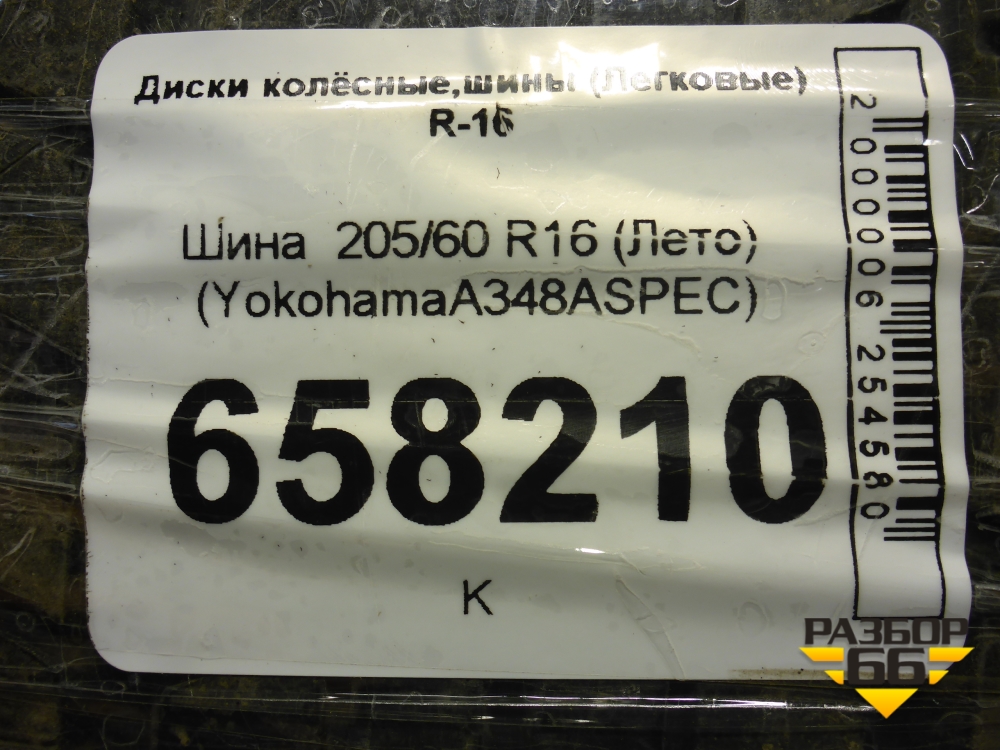 Диски колёсные,шины (Легковые)
R-16
Шина 205/60 R16 (Лето)
(YokohamaA348ASPEC)
658210
К
2000006254580
РАЗБОР
66